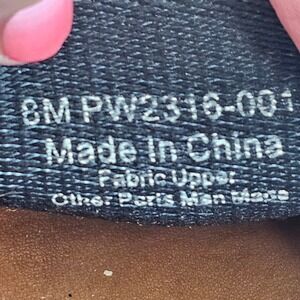 8M PW2316-001
Made In China
Fabric Upper
Other Parts Man Made